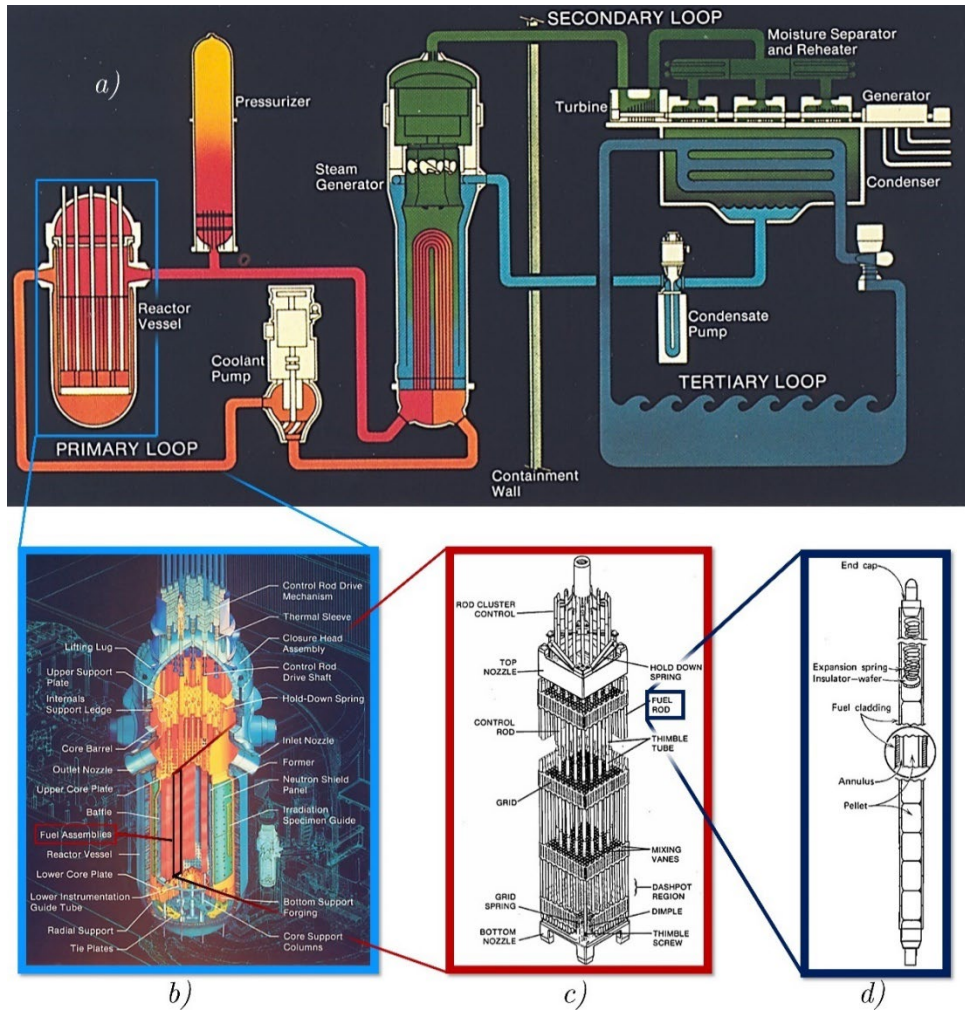 SECONDARY LOOP
a)
Moisture Separator
and Reheater
Pressurizer
Turbine
Generator
Steam
Generator
Condenser
Reactor
Vessel
Coolant
Pump
Condensate
Pump
TERTIARY LOOP
PRIMARY LOOP
Containment
Wall
Control Rod Drive
Mechanism
Thermal Sleeve
Lifting Lug
Closure Head
Assembly
Upper Support
Plate
Control Rod
Drive Shaft
Internals
Support Ledge
Hold-Down Spring
Core Barrel
Inlet Nozzle
Outlet Nozzle
Former
Upper Core Plate
Neutron Shield
Panel
Baffle
Fuel Assemblies
Irradiation
Specimen Guide
Reactor Vessel
Lower Core Plate
Lower Instrumentation
Guide Tube
Bottom Support
Forging
Radial Support
Core Support
Columns
Tie Plates
b)
ROD CLUSTER
CONTROL
TOP
NOZZLE
HOLD DOWN
SPRING
FUEL
ROD
CONTROL
ROD
THIMBLE
TUBE
GRID
MIXING
VANES
DASHPOT
REGION
GRID
SPRING
DIMPLE
BOTTOM
NOZZLE
THIMBLE
SCREW
c)
End cap
Expansion spring
Insulator—wafer
Fuel cladding
Annulus
Pellet
d)